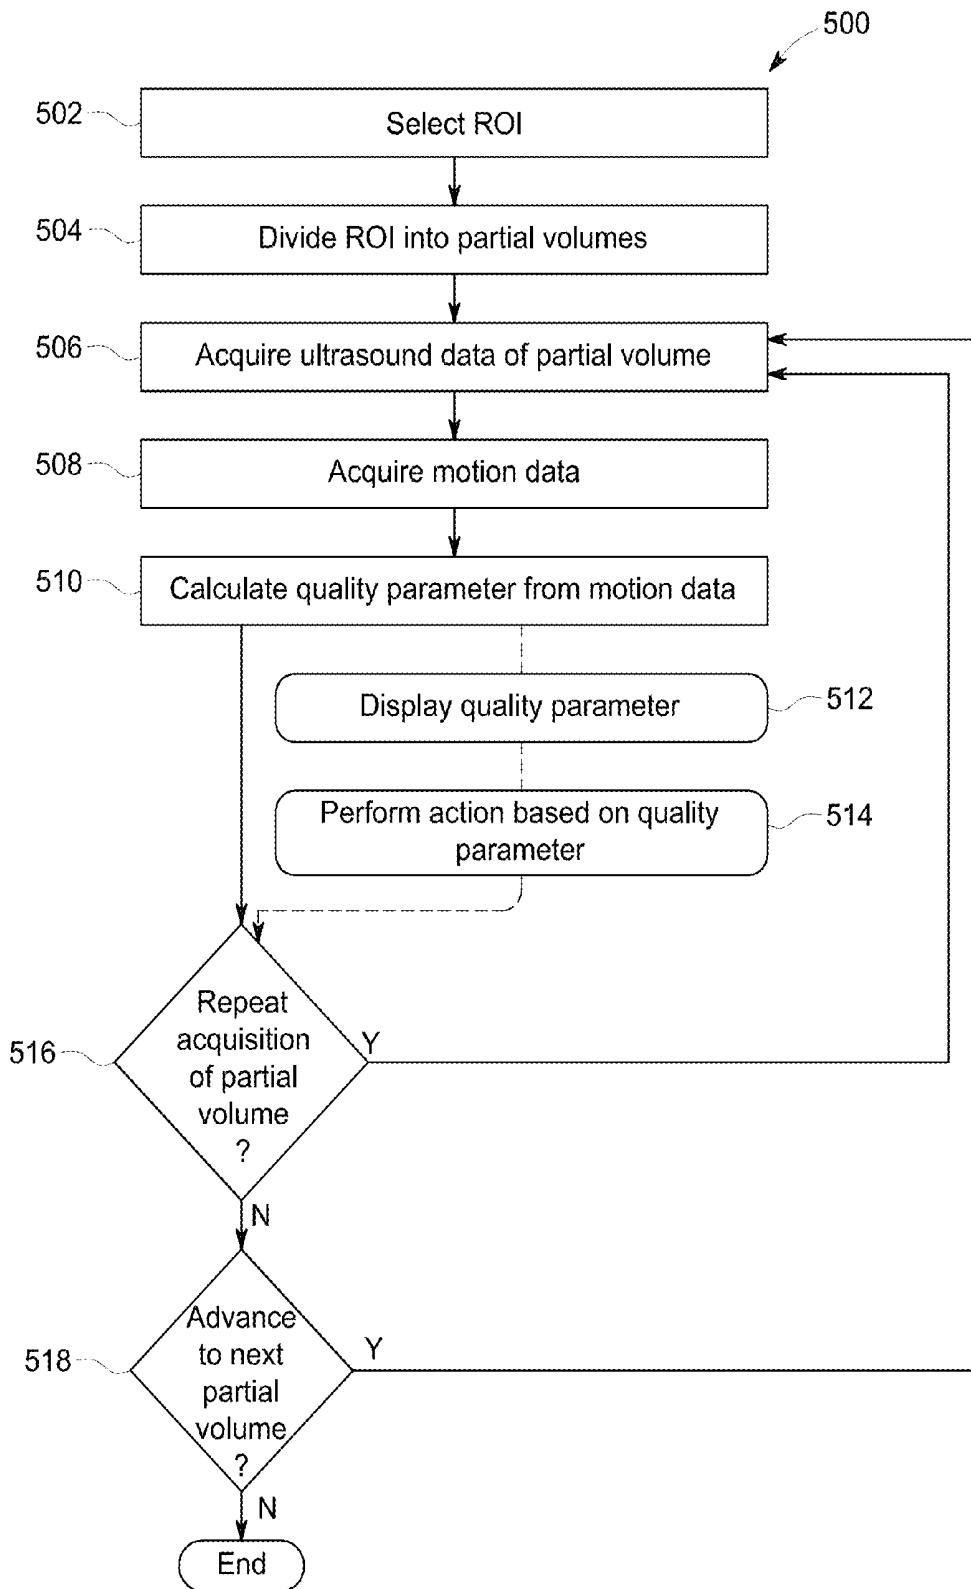 500
502
Select ROI
504
Divide ROI into partial volumes
506
Acquire ultrasound data of partial volume
508
Acquire motion data
510
Calculate quality parameter from motion data
Display quality parameter
512
Perform action based on quality
parameter
514
516
Repeat
acquisition
of partial
volume
?
Y
N
518
Advance
to next
partial
volume
?
Y
N
End